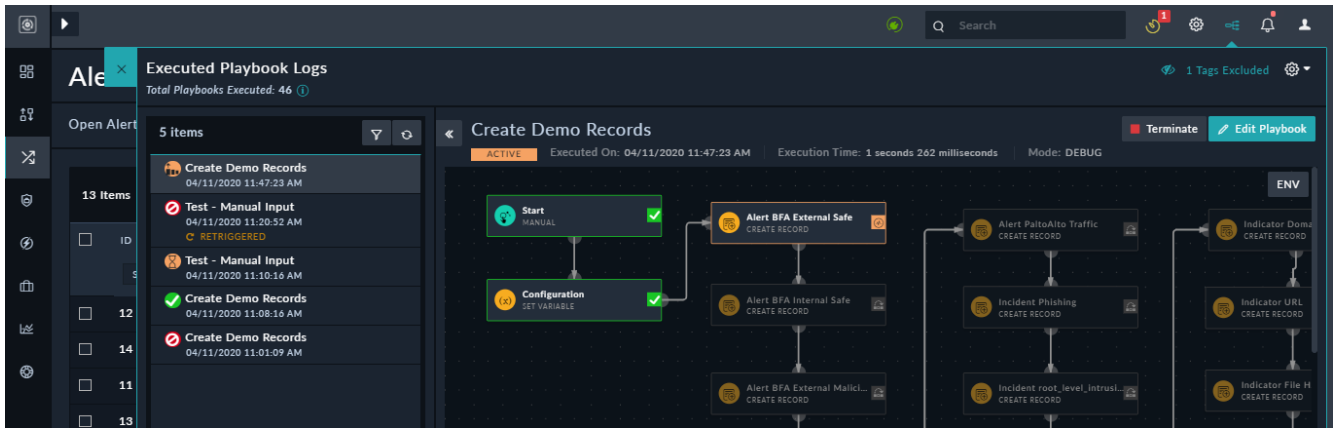 Search
1
Ale
Open Alert
13 Items
ID
S
12
14
11
13
×
Executed Playbook Logs
Total Playbooks Executed: 46
1 Tags Excluded
5 items
Create Demo Records
04/11/2020 11:47:23 AM
Test - Manual Input
04/11/2020 11:20:52 AM
RETRIGGERED
Test - Manual Input
04/11/2020 11:10:16 AM
Create Demo Records
04/11/2020 11:08:16 AM
Create Demo Records
04/11/2020 11:01:09 AM
Create Demo Records
Terminate
Edit Playbook
ACTIVE
Executed On: 04/11/2020 11:47:23 AM
Execution Time: 1 seconds 262 milliseconds
Mode: DEBUG
ENV
Start
MANUAL
Configuration
(x)
SET VARIABLE
Alert BFA External Safe
CREATE RECORD
Alert BFA Internal Safe
CREATE RECORD
Alert BFA External Malici...
CREATE RECORD
Alert PaltoAlto Traffic
CREATE RECORD
Incident Phishing
CREATE RECORD
Incident root_level_intrusi...
CREATE RECORD
Indicator Doma
CREATE RECORD
Indicator URL
CREATE RECORD
Indicator File H
CREATE RECORD